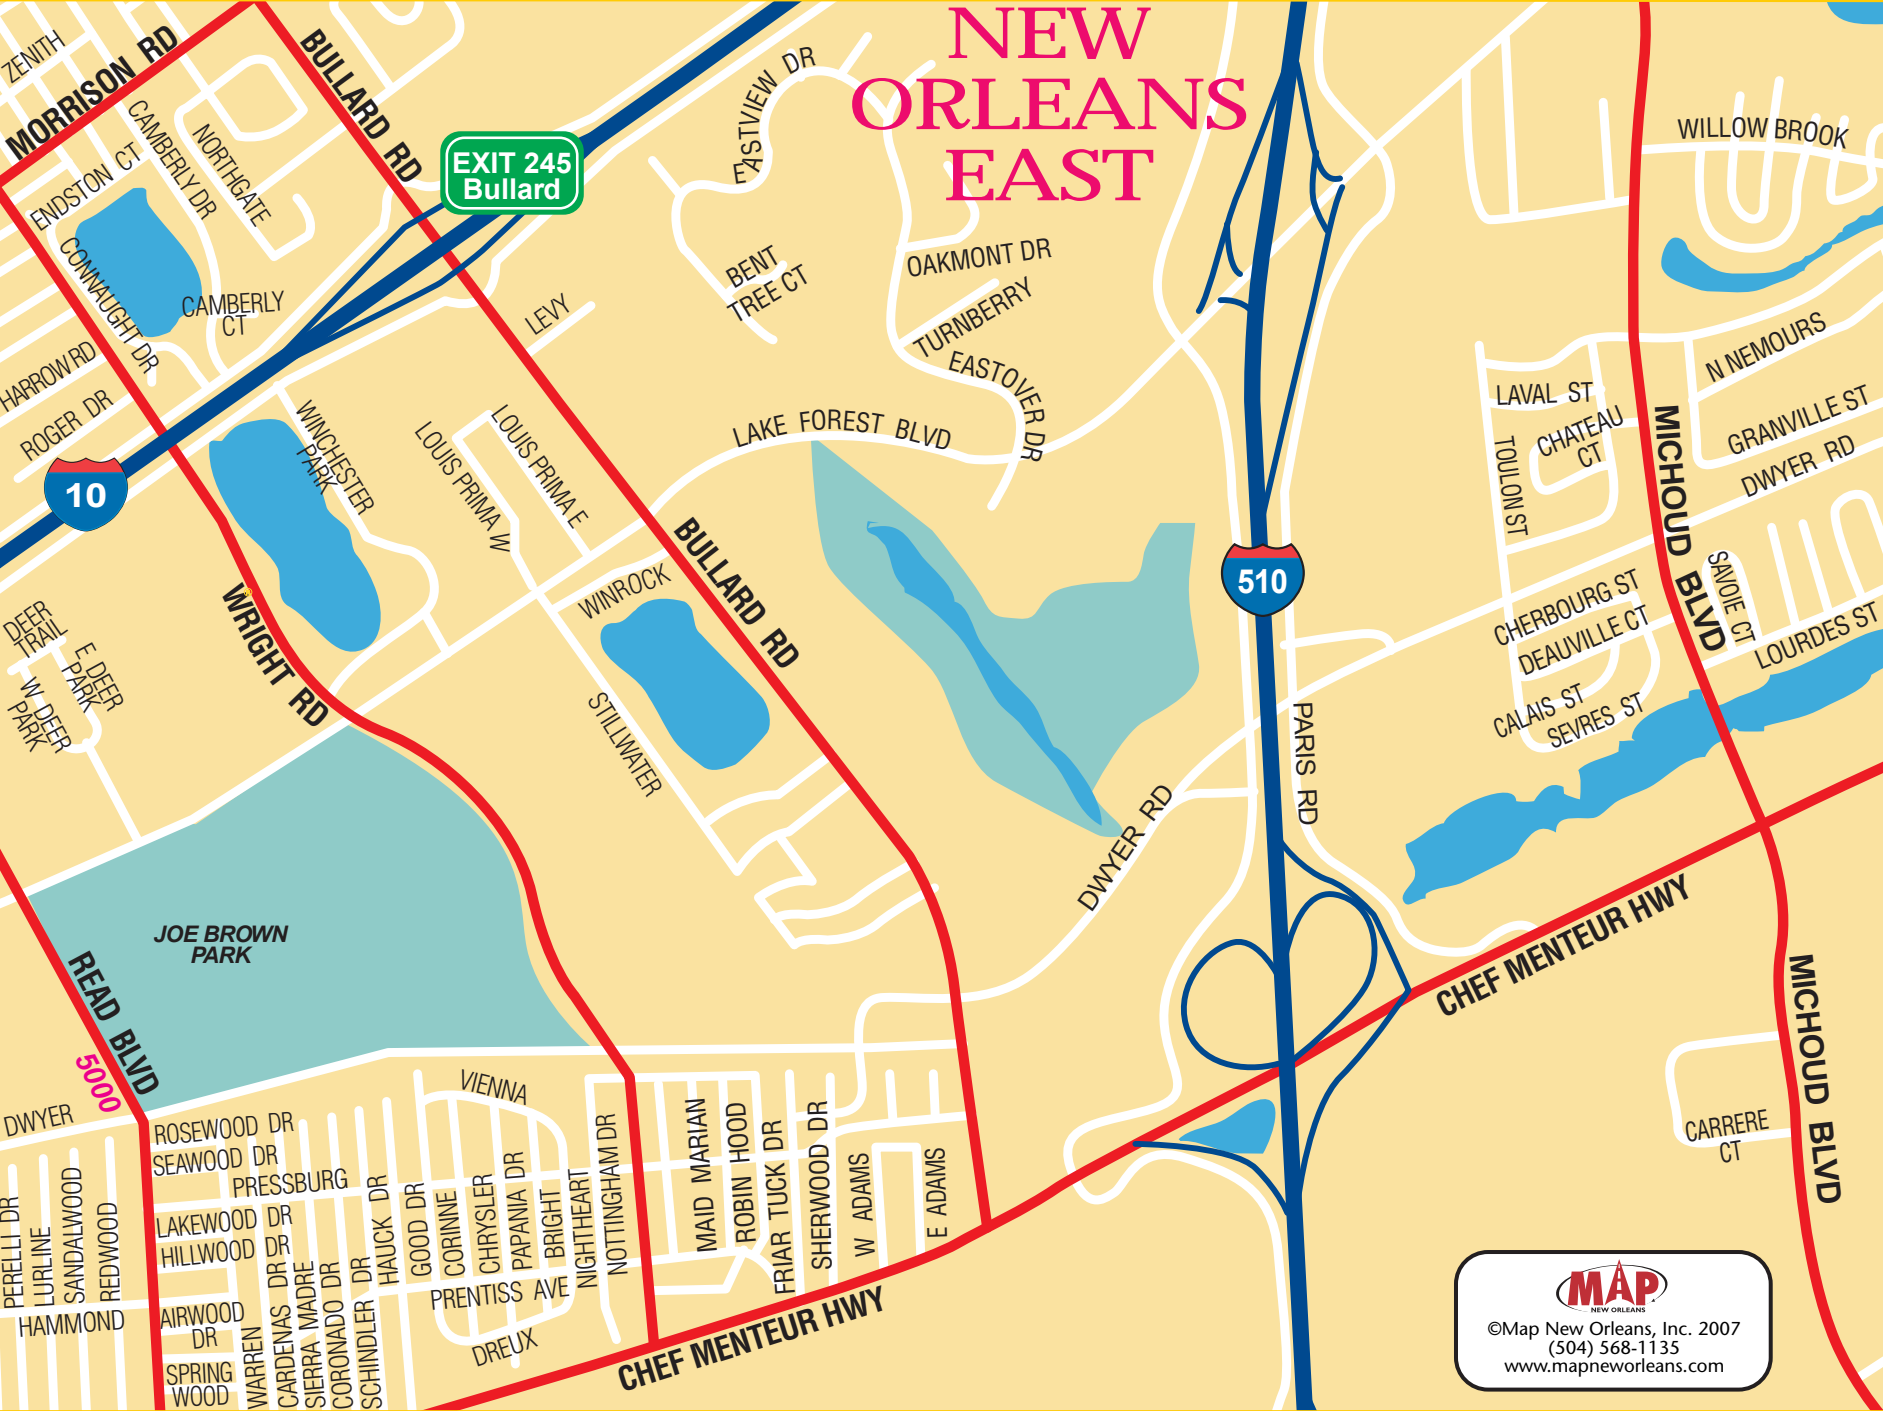 NEW
ORLEANS
EAST
ZENITH
MORRISON RD
BULLARD RD
EASTVIEW DR
CAMBERLY DR
NORTHGATE
ENDSTON CT
EXIT 245
Bullard
WILLOW BROOK
CONNAUGHT DR
CAMBERLY
CT
LEVY
BENT
TREE CT
OAKMONT DR
TURNBERRY
EASTOVER DR
N NEMOURS
HARROW RD
ROGER DR
WINCHESTER
PARK
LOUIS PRIMA W
LOUIS PRIMA E
LAKE FOREST BLVD
LAVAL ST
CHATEAU
CT
TOULON ST
MICHOUD BLVD
GRANVILLE ST
DWYER RD
10
BULLARD RD
510
WINROCK
WRIGHT RD
DEER
TRAIL
E DEER
PARK
W DEER
PARK
STILLWATER
CHERBOURG ST
DEAUVILLE CT
SAVOIE CT
LOURDES ST
CALAIS ST
SEVRES ST
PARIS RD
DWYER RD
JOE BROWN
PARK
READ BLVD
5000
CHEF MENTEUR HWY
MICHOUD BLVD
CARRERE
CT
DWYER
VIENNA
ROSEWOOD DR
SEAWOOD DR
PRESSBURG
LAKEWOOD DR
HILLWOOD DR
PERELLI DR
LURLINE
SANDALWOOD
REDWOOD
HAMMOND
AIRWOOD
DR
SPRING
WOOD
WARREN
CARDENAS DR
SIERRA MADRE
CORONADO DR
SCHINDLER DR
HAUCK DR
GOOD DR
CORINNE
CHRYSLER
PAPANIA DR
BRIGHT
NIGHTHEART
NOTTINGHAM DR
PRENTISS AVE
DREUX
MAID MARIAN
ROBIN HOOD
FRIAR TUCK DR
SHERWOOD DR
W ADAMS
E ADAMS
CHEF MENTEUR HWY
MAP
NEW ORLEANS
©Map New Orleans, Inc. 2007
(504) 568-1135
www.mapneworleans.com